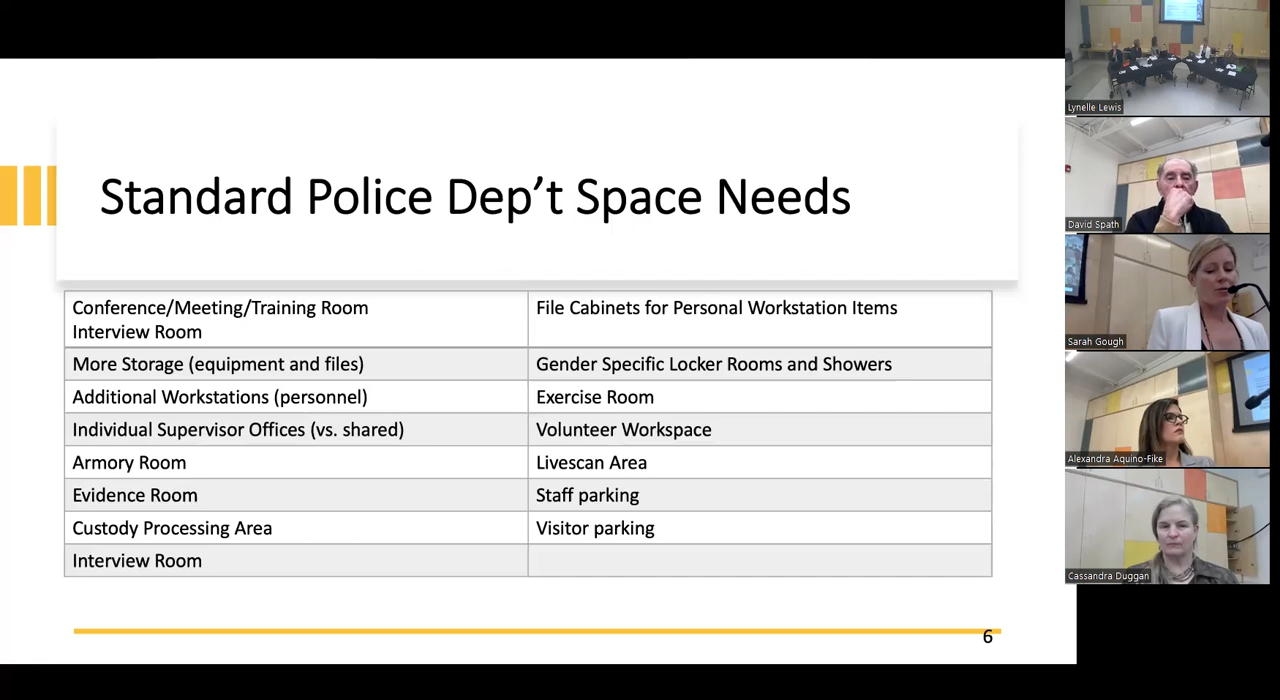 Standard Police Dep't Space Needs
Conference/Meeting/Training Room
Interview Room
File Cabinets for Personal Workstation Items
More Storage (equipment and files)
Gender Specific Locker Rooms and Showers
Additional Workstations (personnel)
Exercise Room
Individual Supervisor Offices (vs. shared)
Volunteer Workspace
Armory Room
Livescan Area
Evidence Room
Staff parking
Custody Processing Area
Visitor parking
Interview Room
6
Lynelle Lewis
David Spath
Sarah Gough
Alexandra Aquino-Fike
Cassandra Duggan